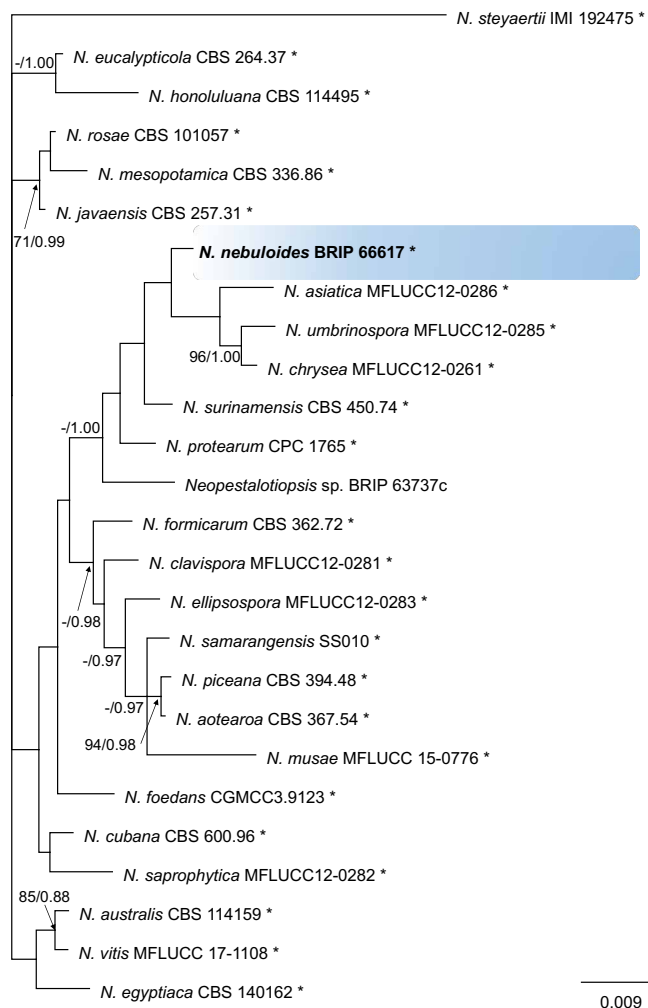 N. steyaertii IMI 192475 *
N. eucalypticola CBS 264.37 *
-/1.00
N. honoluluana CBS 114495 *
N. rosae CBS 101057 *
N. mesopotamica CBS 336.86 *
N. javaensis CBS 257.31 *
71/0.99
N. nebuloides BRIP 66617 *
N. asiatica MFLUCC12-0286 *
N. umbrinospora MFLUCC12-0285 *
96/1.00
N. chrysea MFLUCC12-0261 *
N. surinamensis CBS 450.74 *
-/1.00
N. protearum CPC 1765 *
Neopestalotiopsis sp. BRIP 63737c
N. formicarum CBS 362.72 *
N. clavispora MFLUCC12-0281 *
N. ellipsospora MFLUCC12-0283 *
-/0.98
N. samarangensis SS010 *
-/0.97
N. piceana CBS 394.48 *
-/0.97
N. aotearoa CBS 367.54 *
94/0.98
N. musae MFLUCC 15-0776 *
N. foedans CGMCC3.9123 *
N. cubana CBS 600.96 *
N. saprophytica MFLUCC12-0282 *
85/0.88
N. australis CBS 114159 *
N. vitis MFLUCC 17-1108 *
N. egyptiaca CBS 140162 *
0.009